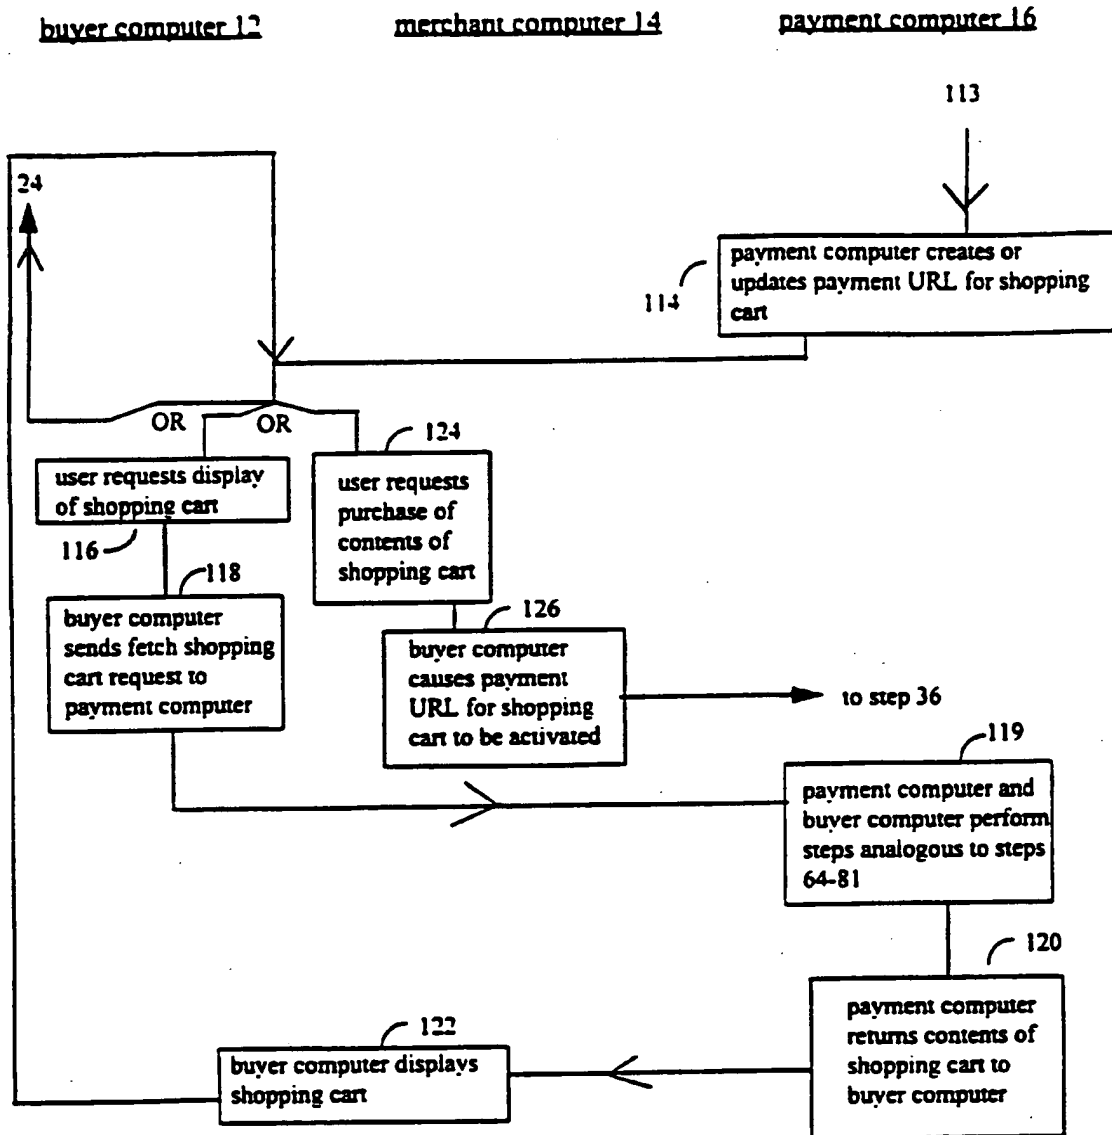 buyer computer 12
merchant computer 14
payment computer 16
113
24
payment computer creates or
updates payment URL for shopping
cart
114
OR
OR
124
user requests display
of shopping cart
116
user requests
purchase of
contents of
shopping cart
118
buyer computer
sends fetch shopping
cart request to
payment computer
126
buyer computer
causes payment
URL for shopping
cart to be activated
to step 36
119
payment computer and
buyer computer perform
steps analogous to steps
64-81
120
payment computer
returns contents of
shopping cart to
buyer computer
122
buyer computer displays
shopping cart